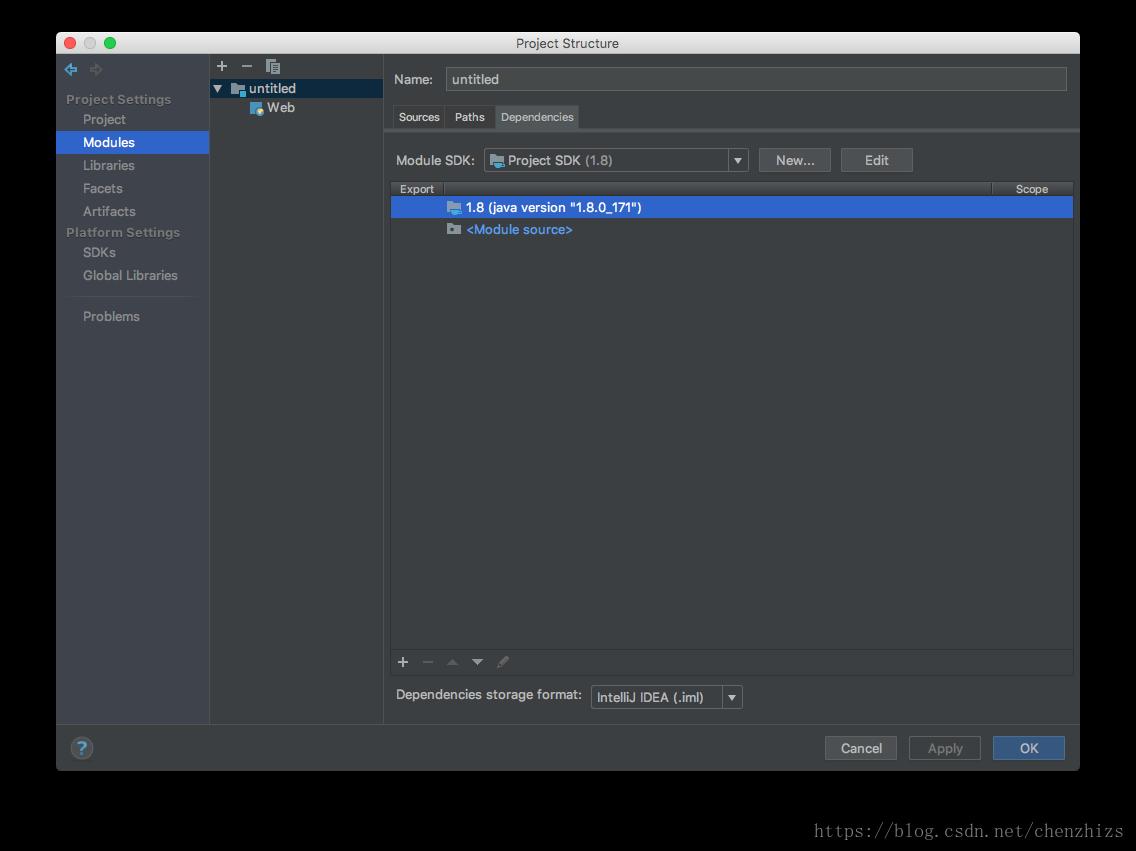 Project Structure
Project Settings
Project
Modules
Libraries
Facets
Artifacts
Platform Settings
SDKs
Global Libraries
Problems
untitled
Web
Name: untitled
Sources Paths Dependencies
Module SDK: Project SDK (1.8) New... Edit
Export Scope
1.8 (java version "1.8.0_171")
<Module source>
Dependencies storage format: IntelliJ IDEA (.iml)
? Cancel Apply OK
https://blog.csdn.net/chenzhizs